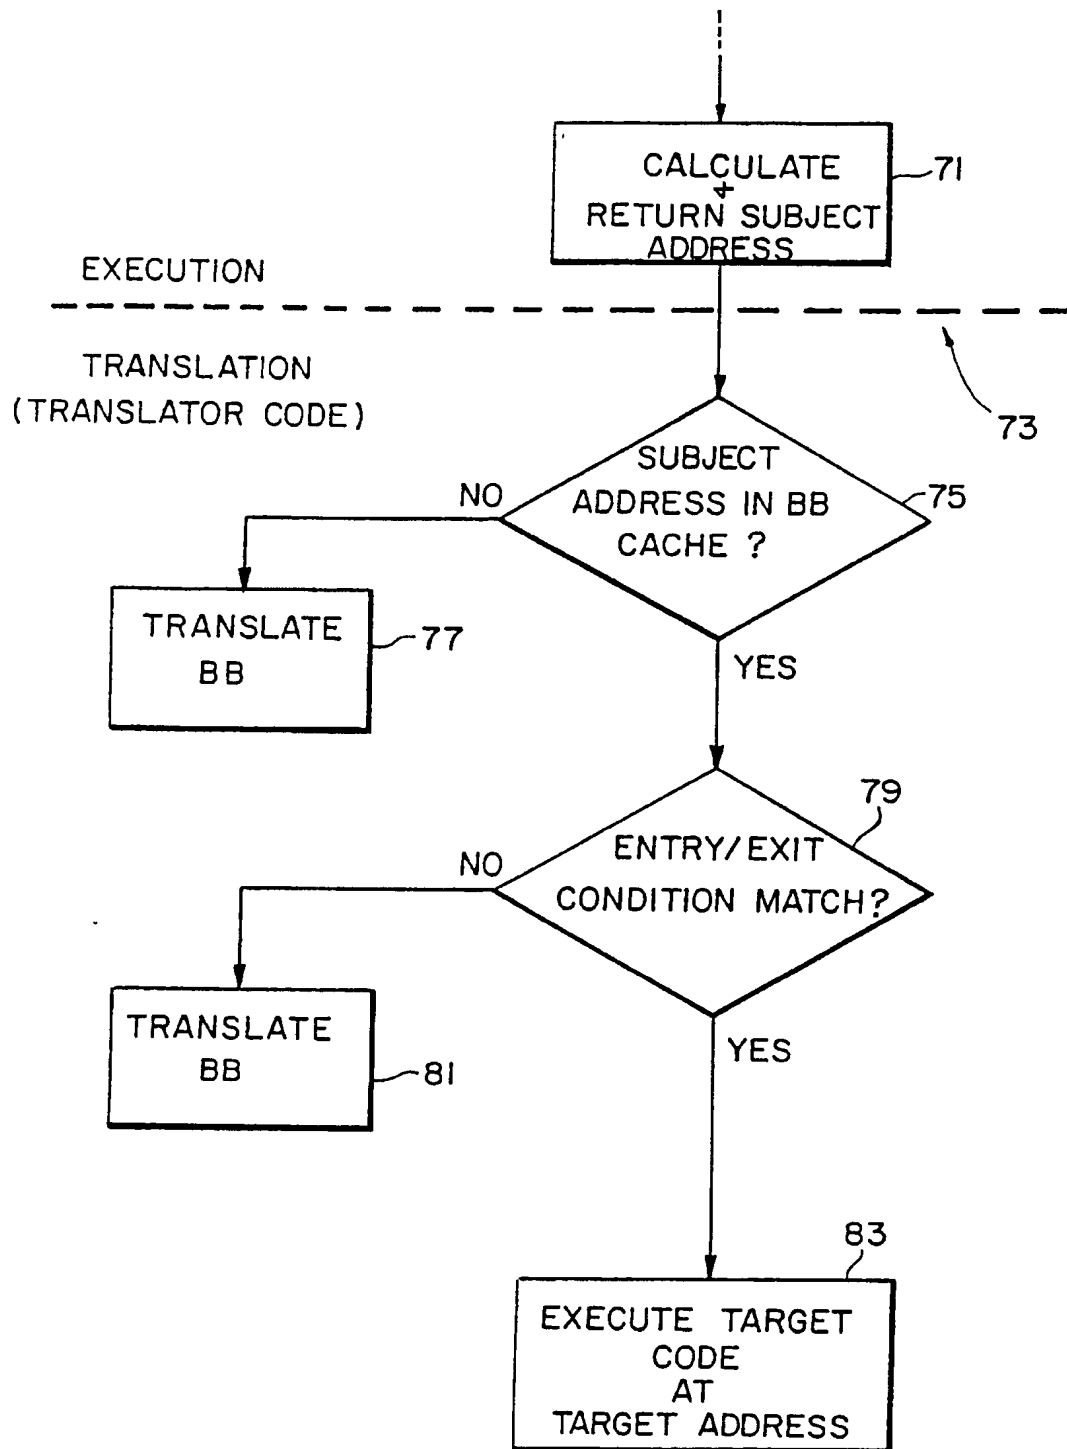 CALCULATE
+
RETURN SUBJECT
ADDRESS
71
EXECUTION
TRANSLATION
(TRANSLATOR CODE)
73
SUBJECT
ADDRESS IN BB
CACHE ?
75
NO
YES
TRANSLATE
BB
77
ENTRY/EXIT
CONDITION MATCH?
79
NO
YES
TRANSLATE
BB
81
83
EXECUTE TARGET
CODE
AT
TARGET ADDRESS